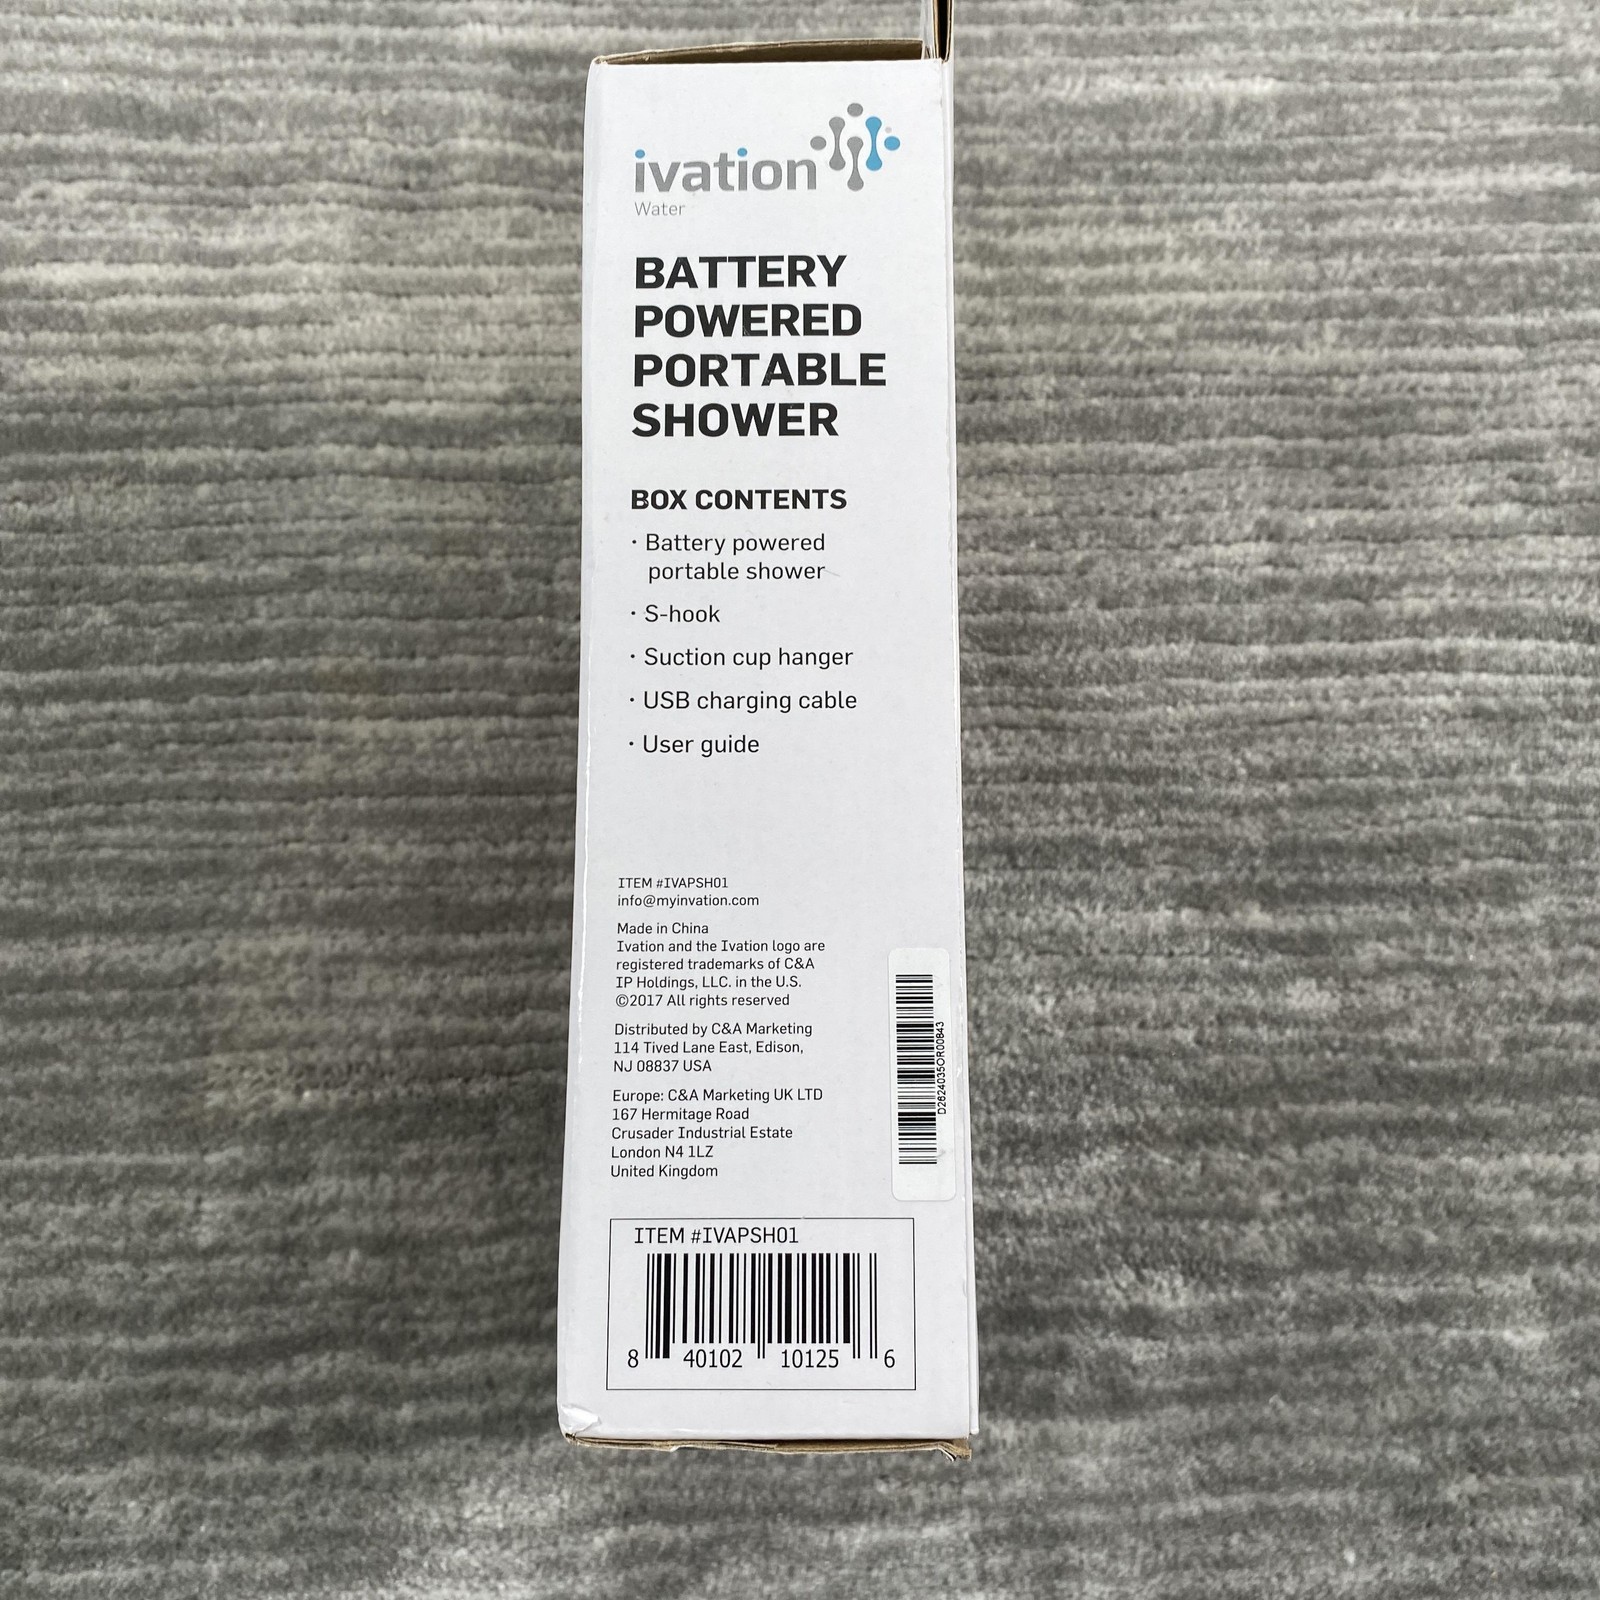 ivation
Water
BATTERY
POWERED
PORTABLE
SHOWER
BOX CONTENTS
· Battery powered
portable shower
· S-hook
· Suction cup hanger
· USB charging cable
· User guide
ITEM #IVAPSH01
info@myinvation.com
Made in China
Ivation and the Ivation logo are
registered trademarks of C&A
IP Holdings, LLC. in the U.S.
©2017 All rights reserved
Distributed by C&A Marketing
114 Tived Lane East, Edison,
NJ 08837 USA
Europe: C&A Marketing UK LTD
167 Hermitage Road
Crusader Industrial Estate
London N4 1LZ
United Kingdom
D2624035OR00843
ITEM #IVAPSH01
8 40102 10125 6